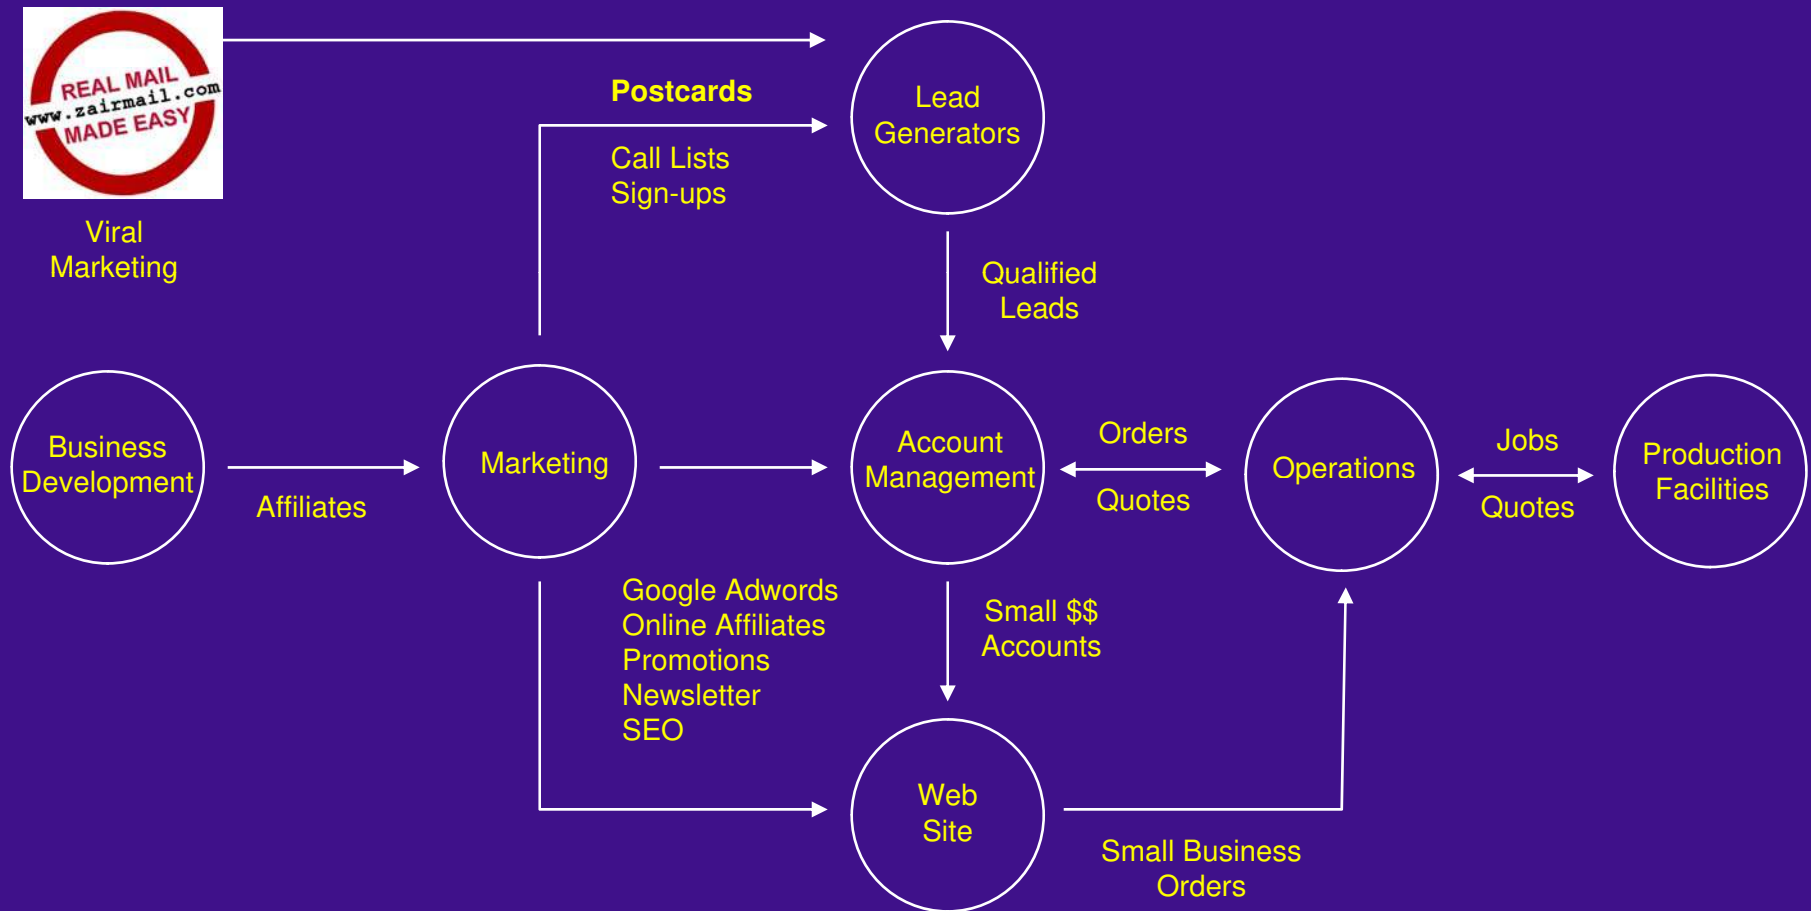 REAL MAIL
www.zairmail.com
MADE EASY
Viral
Marketing
Postcards
Call Lists
Sign-ups
Lead
Generators
Qualified
Leads
Business
Development
Affiliates
Marketing
Account
Management
Orders
Quotes
Operations
Jobs
Quotes
Production
Facilities
Google Adwords
Online Affiliates
Promotions
Newsletter
SEO
Small $$
Accounts
Web
Site
Small Business
Orders